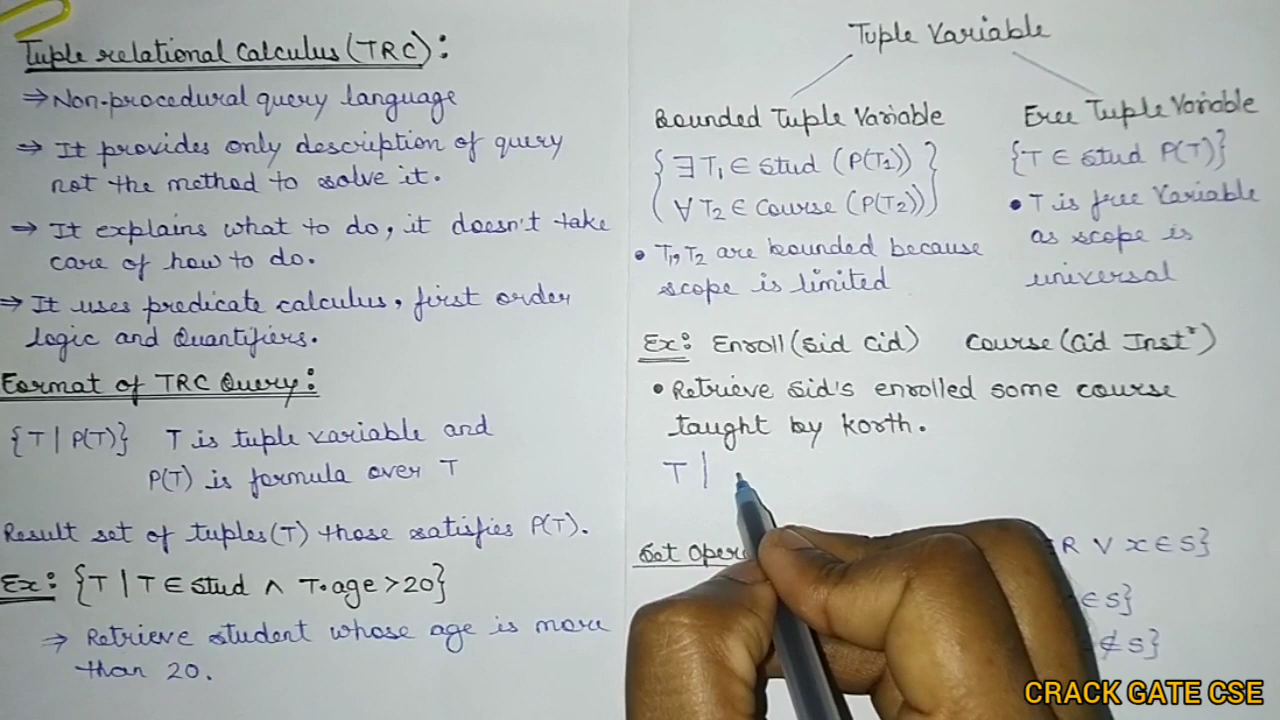 Tuple relational Calculus (TRC):
⇒ Non-procedural query language
⇒ It provides only description of query
not the method to solve it.
⇒ It explains what to do, it doesn't take
care of how to do.
⇒ It uses predicate calculus, first order
logic and Quantifiers.
Format of TRC Query:
{T | P(T)} T is tuple variable and
P(T) is formula over T
Result set of tuples(T) those satisfies P(T).
Ex: {T | T ∈ stud ∧ T.age > 20}
⇒ Retrieve student whose age is more
than 20.
Tuple Variable
Bounded Tuple Variable
{∃ T₁ ∈ stud (P(T₁))
∀ T₂ ∈ Course (P(T₂))}
• T₁, T₂ are bounded because
scope is limited
Free Tuple Variable
{T ∈ stud P(T)}
• T is free Variable
as scope is
universal
Ex: Enroll (Sid Cid) Course (Cid Instʳ)
• Retrieve Sid's enrolled some course
taught by Korth.
T |
Set Oper R ∨ x ∈ S}
∈ S}
∉ S}
CRACK GATE CSE